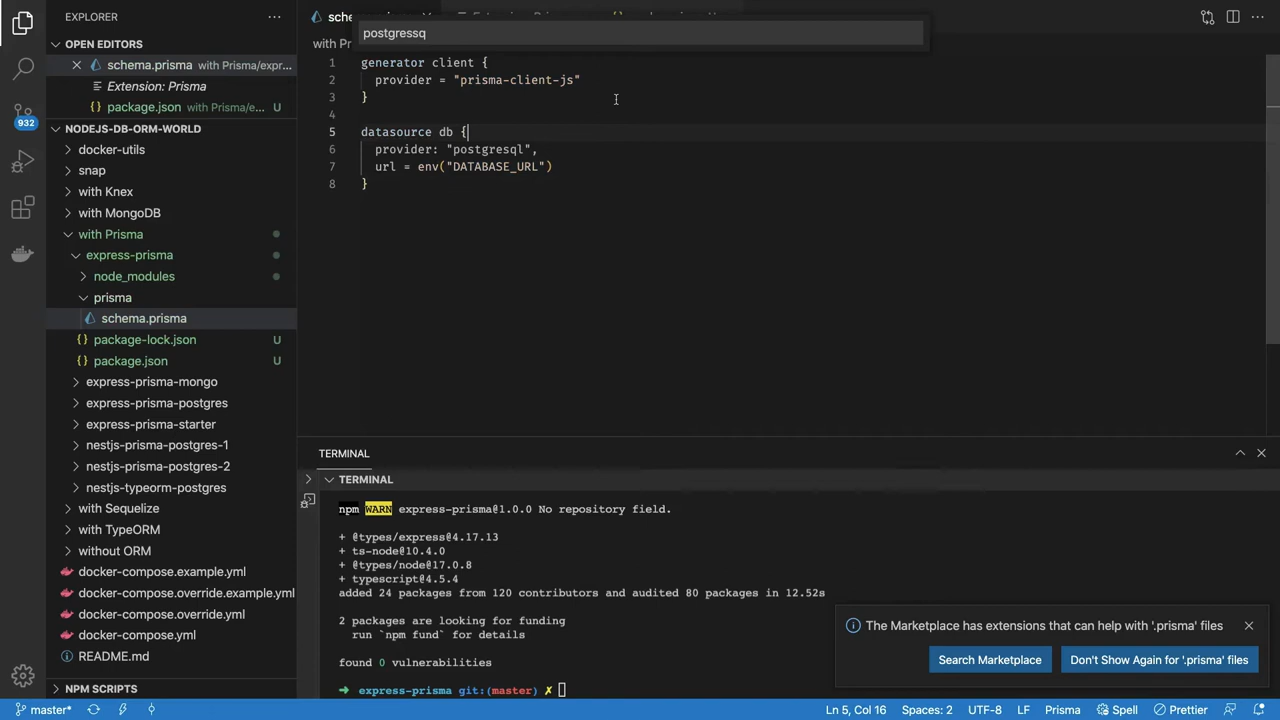 EXPLORER
OPEN EDITORS
schema.prisma with Prisma/expr...
Extension: Prisma
package.json with Prisma/e... U
NODEJS-DB-ORM-WORLD
docker-utils
snap
with Knex
with MongoDB
with Prisma
express-prisma
node_modules
prisma
schema.prisma
package-lock.json U
package.json U
express-prisma-mongo
express-prisma-postgres
express-prisma-starter
nestjs-prisma-postgres-1
nestjs-prisma-postgres-2
nestjs-typeorm-postgres
with Sequelize
with TypeORM
without ORM
docker-compose.example.yml
docker-compose.override.example.yml
docker-compose.override.yml
docker-compose.yml
README.md
NPM SCRIPTS
932
sche
postgressq
with Pr
1 generator client {
2 provider = "prisma-client-js"
3 }
4
5 datasource db {
6 provider: "postgresql",
7 url = env("DATABASE_URL")
8 }
TERMINAL
TERMINAL
npm WARN express-prisma@1.0.0 No repository field.
+ @types/express@4.17.13
+ ts-node@10.4.0
+ @types/node@17.0.8
+ typescript@4.5.4
added 24 packages from 120 contributors and audited 80 packages in 12.52s
2 packages are looking for funding
run `npm fund` for details
found 0 vulnerabilities
➜ express-prisma git:(master) ✗
The Marketplace has extensions that can help with '.prisma' files
Search Marketplace
Don't Show Again for '.prisma' files
master*
Ln 5, Col 16
Spaces: 2
UTF-8
LF
Prisma
Spell
Prettier